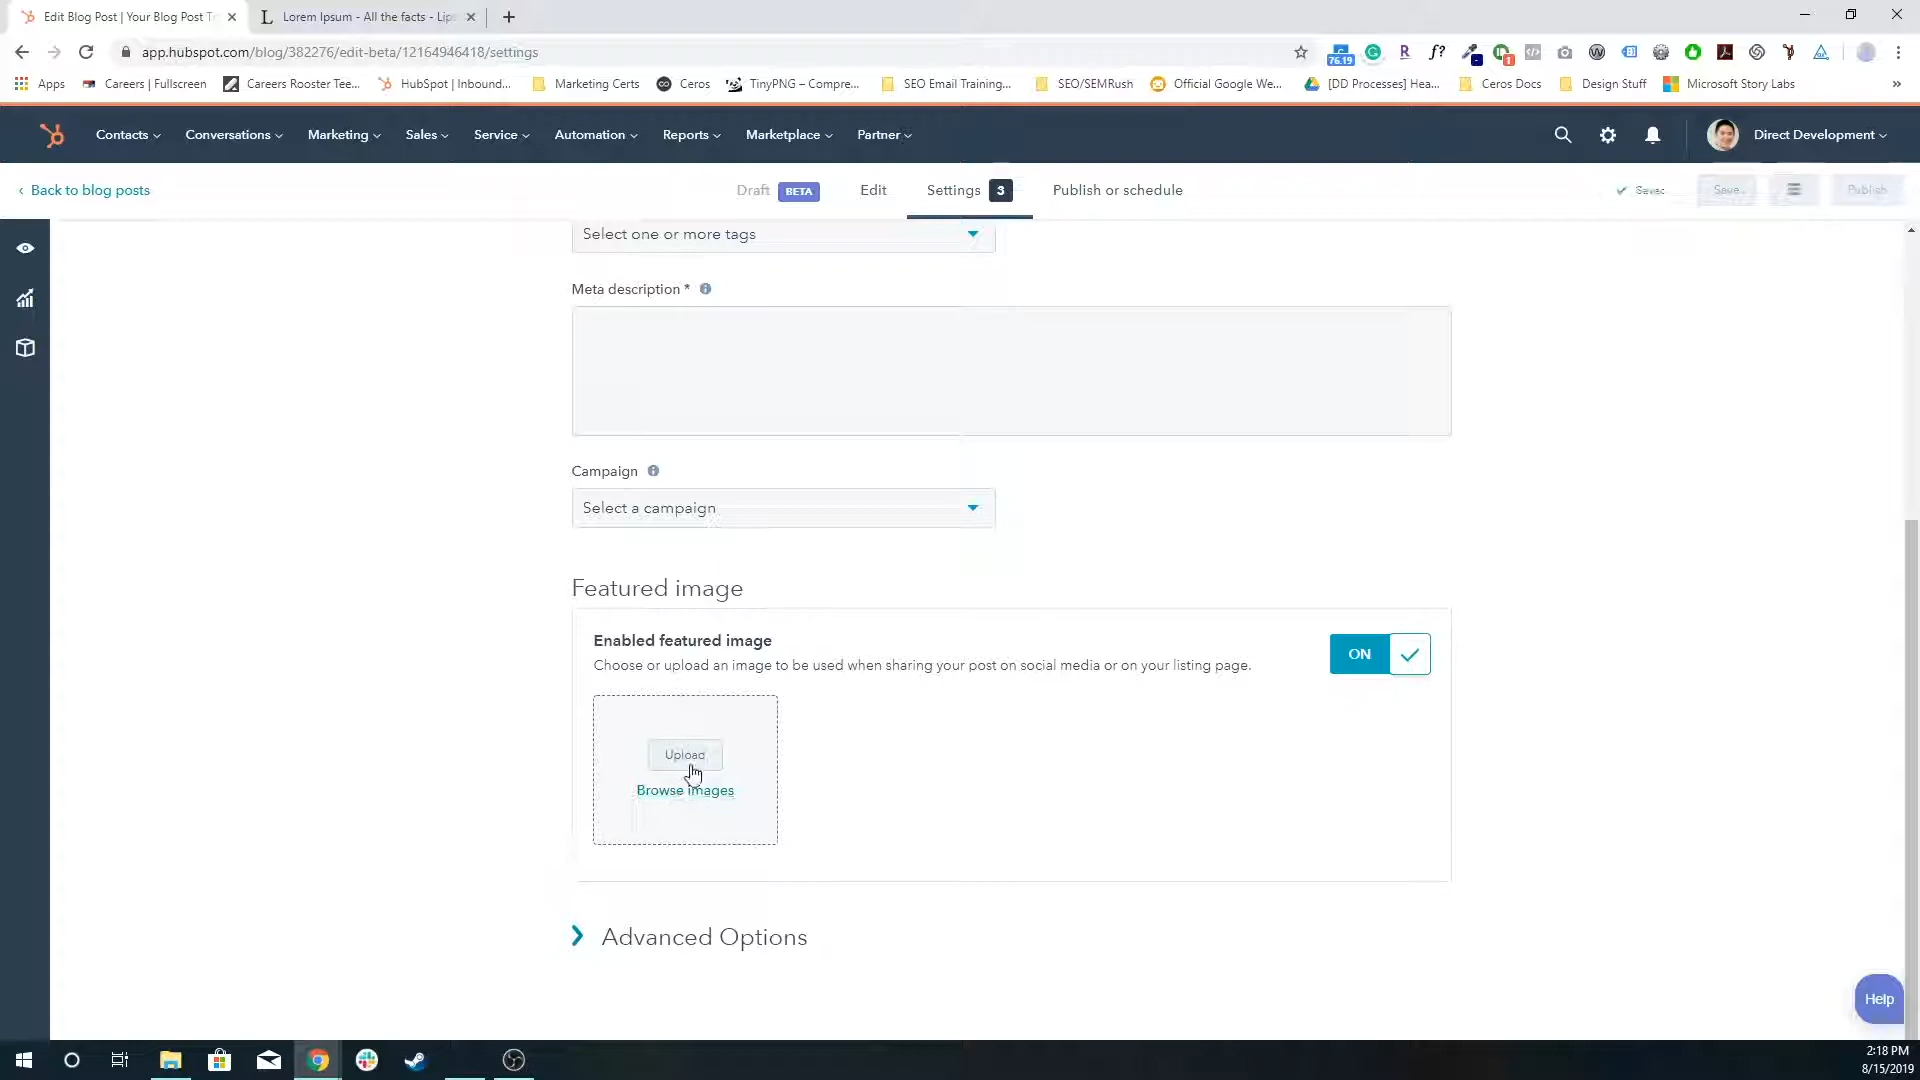 Edit Blog Post | Your Blog Post T
Lorem Ipsum - All the facts - Lip
app.hubspot.com/blog/382276/edit-beta/12164946418/settings
76.19
1
Apps
Careers | Fullscreen
Careers Rooster Tee...
HubSpot | Inbound...
Marketing Certs
Ceros
TinyPNG – Compre...
SEO Email Training...
SEO/SEMRush
Official Google We...
[DD Processes] Hea...
Ceros Docs
Design Stuff
Microsoft Story Labs
»
Contacts
Conversations
Marketing
Sales
Service
Automation
Reports
Marketplace
Partner
Direct Development
‹ Back to blog posts
Draft BETA
Edit
Settings 3
Publish or schedule
Saved
Save
Publish
Select one or more tags
Meta description *
Campaign
Select a campaign
Featured image
Enabled featured image
Choose or upload an image to be used when sharing your post on social media or on your listing page.
ON
Upload
Browse images
Advanced Options
Help
2:18 PM
8/15/2019